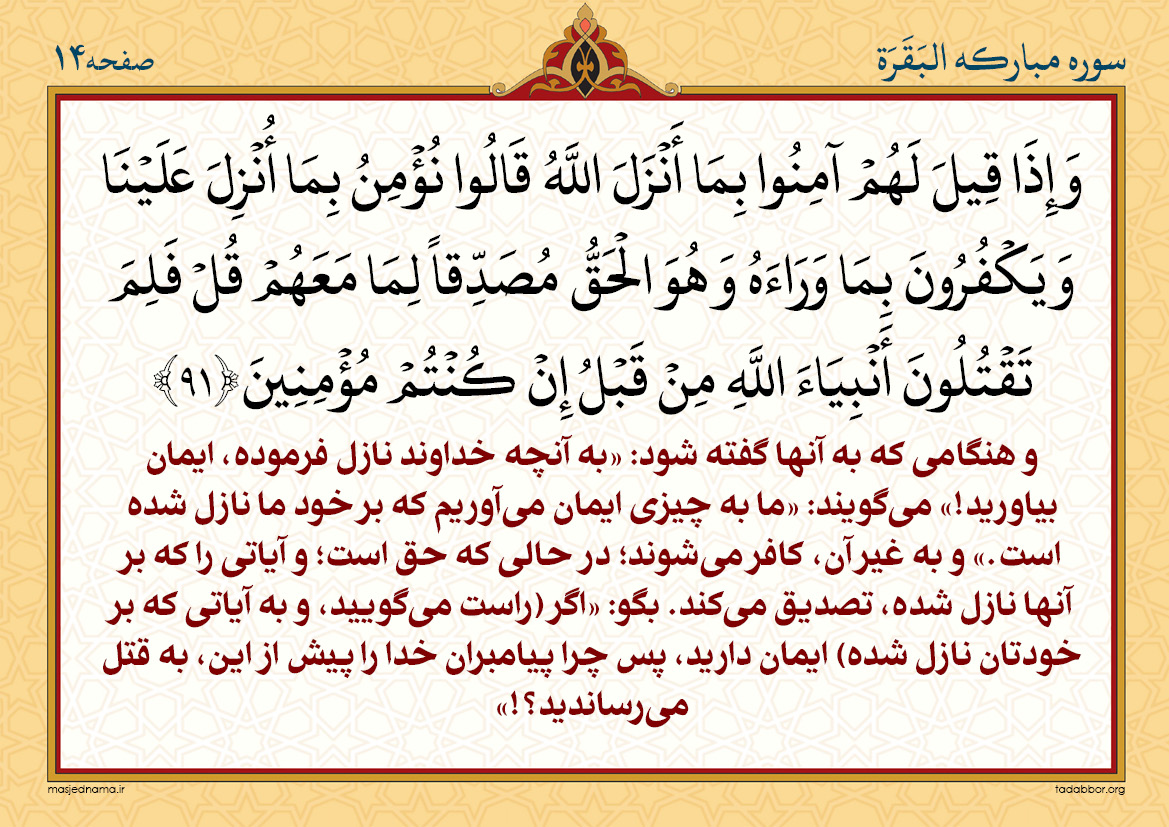 سوره مبارکه البَقَرَة
صفحه۱۴
وَإِذَا قِيلَ لَهُمْ آمِنُوا بِمَا أَنْزَلَ اللَّهُ قَالُوا نُؤْمِنُ بِمَا أُنْزِلَ عَلَيْنَا
وَيَكْفُرُونَ بِمَا وَرَاءَهُ وَهُوَ الْحَقُّ مُصَدِّقاً لِمَا مَعَهُمْ قُلْ فَلِمَ
تَقْتُلُونَ أَنْبِيَاءَ اللَّهِ مِنْ قَبْلُ إِنْ كُنْتُمْ مُؤْمِنِينَ ﴿٩١﴾
و هنگامی که به آنها گفته شود: «به آنچه خداوند نازل فرموده، ایمان
بیاورید!» می‌گویند: «ما به چیزی ایمان می‌آوریم که بر خود ما نازل شده
است.» و به غیر آن، کافر می‌شوند؛ در حالی که حق است؛ و آیاتی را که بر
آنها نازل شده، تصدیق می‌کند. بگو: «اگر (راست می‌گویید، و به آیاتی که بر
خودتان نازل شده) ایمان دارید، پس چرا پیامبران خدا را پیش از این، به قتل
می‌رساندید؟!»
masjednama.ir
tadabbor.org